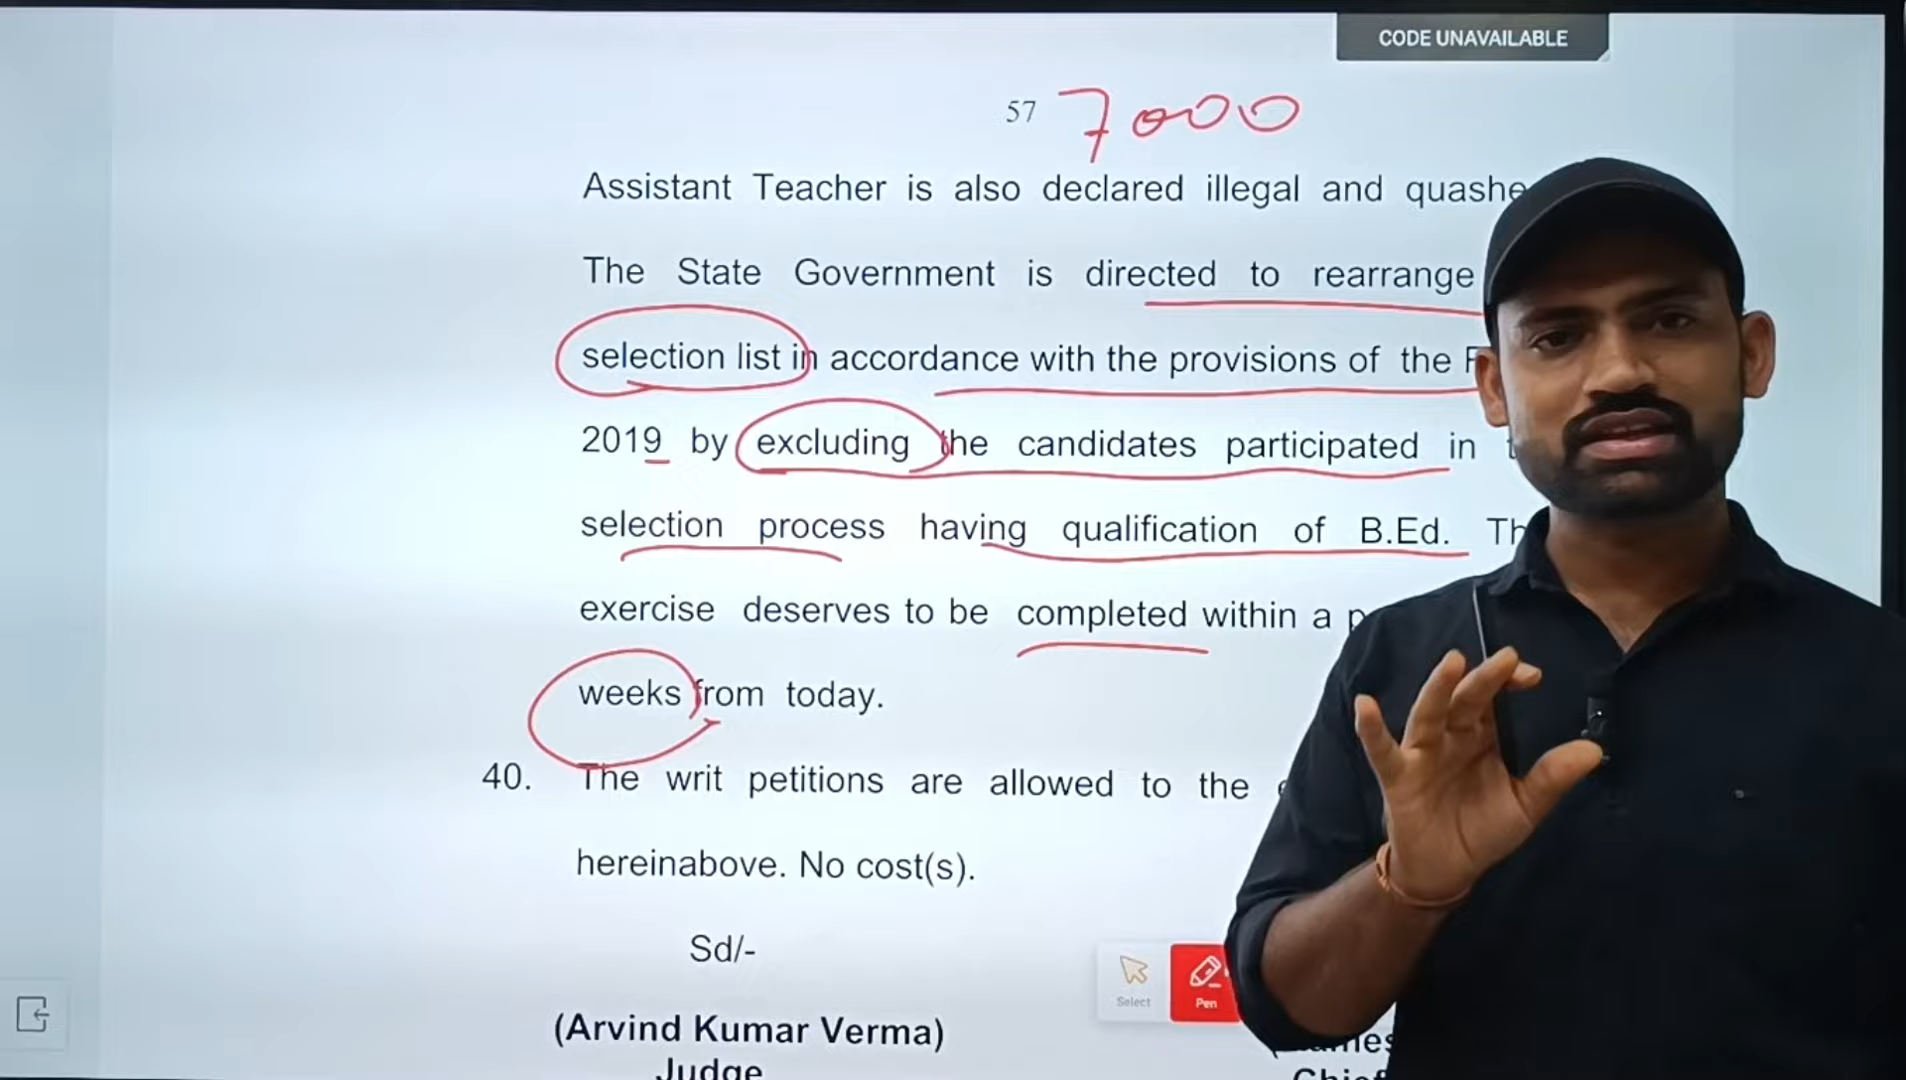 CODE UNAVAILABLE
57 7000
Assistant Teacher is also declared illegal and quashe
The State Government is directed to rearrange
selection list in accordance with the provisions of the
2019 by excluding the candidates participated in
selection process having qualification of B.Ed.
exercise deserves to be completed within a
weeks from today.
40. The writ petitions are allowed to the
hereinabove. No cost(s).
Sd/-
(Arvind Kumar Verma)
Judge
Select Pen